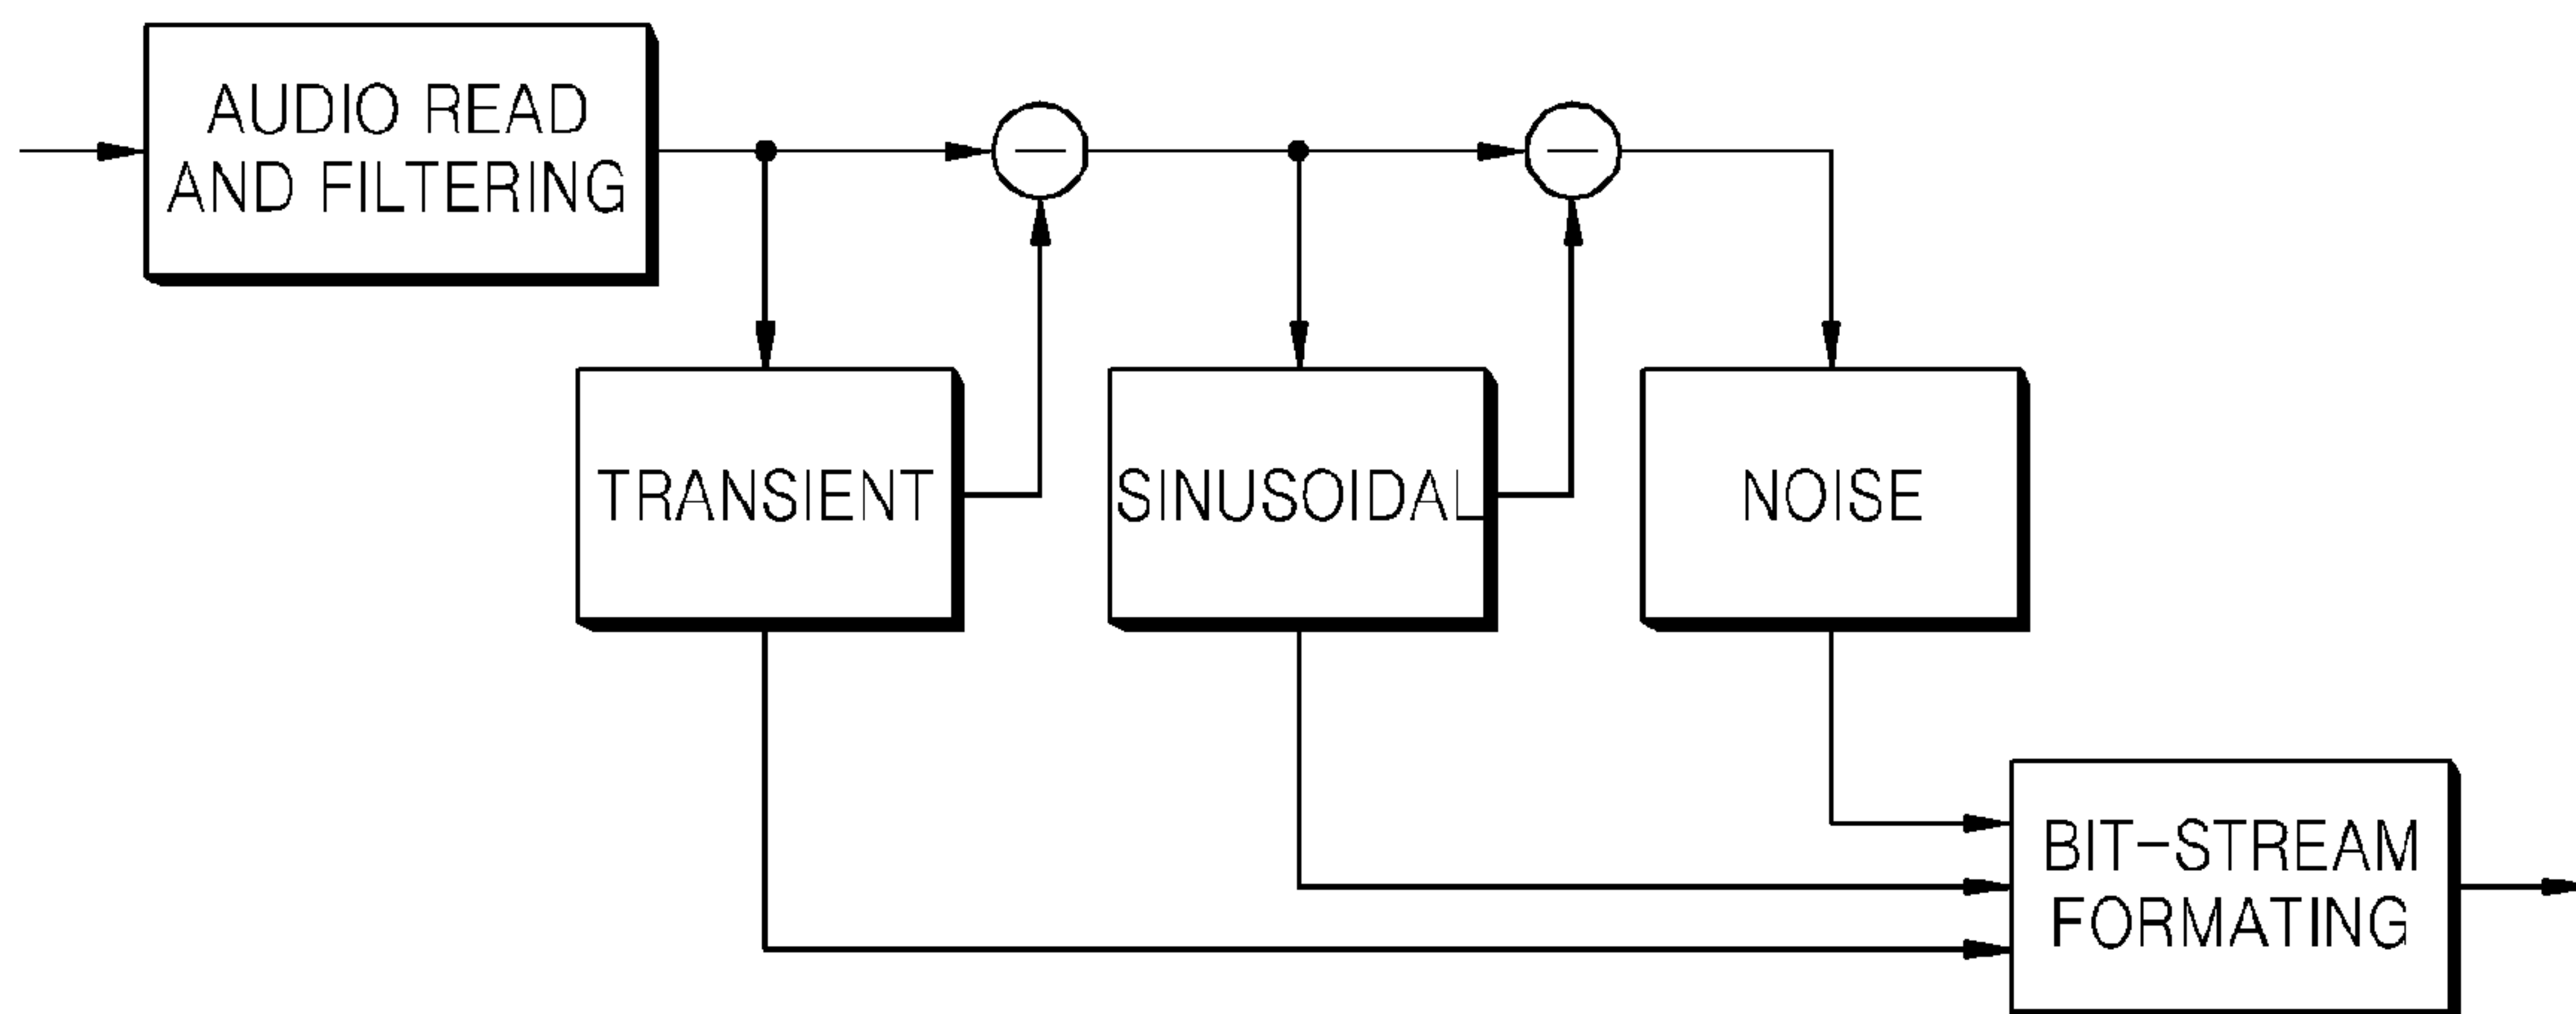 AUDIO READ
AND FILTERING
TRANSIENT
SINUSOIDAL
NOISE
BIT-STREAM
FORMATING